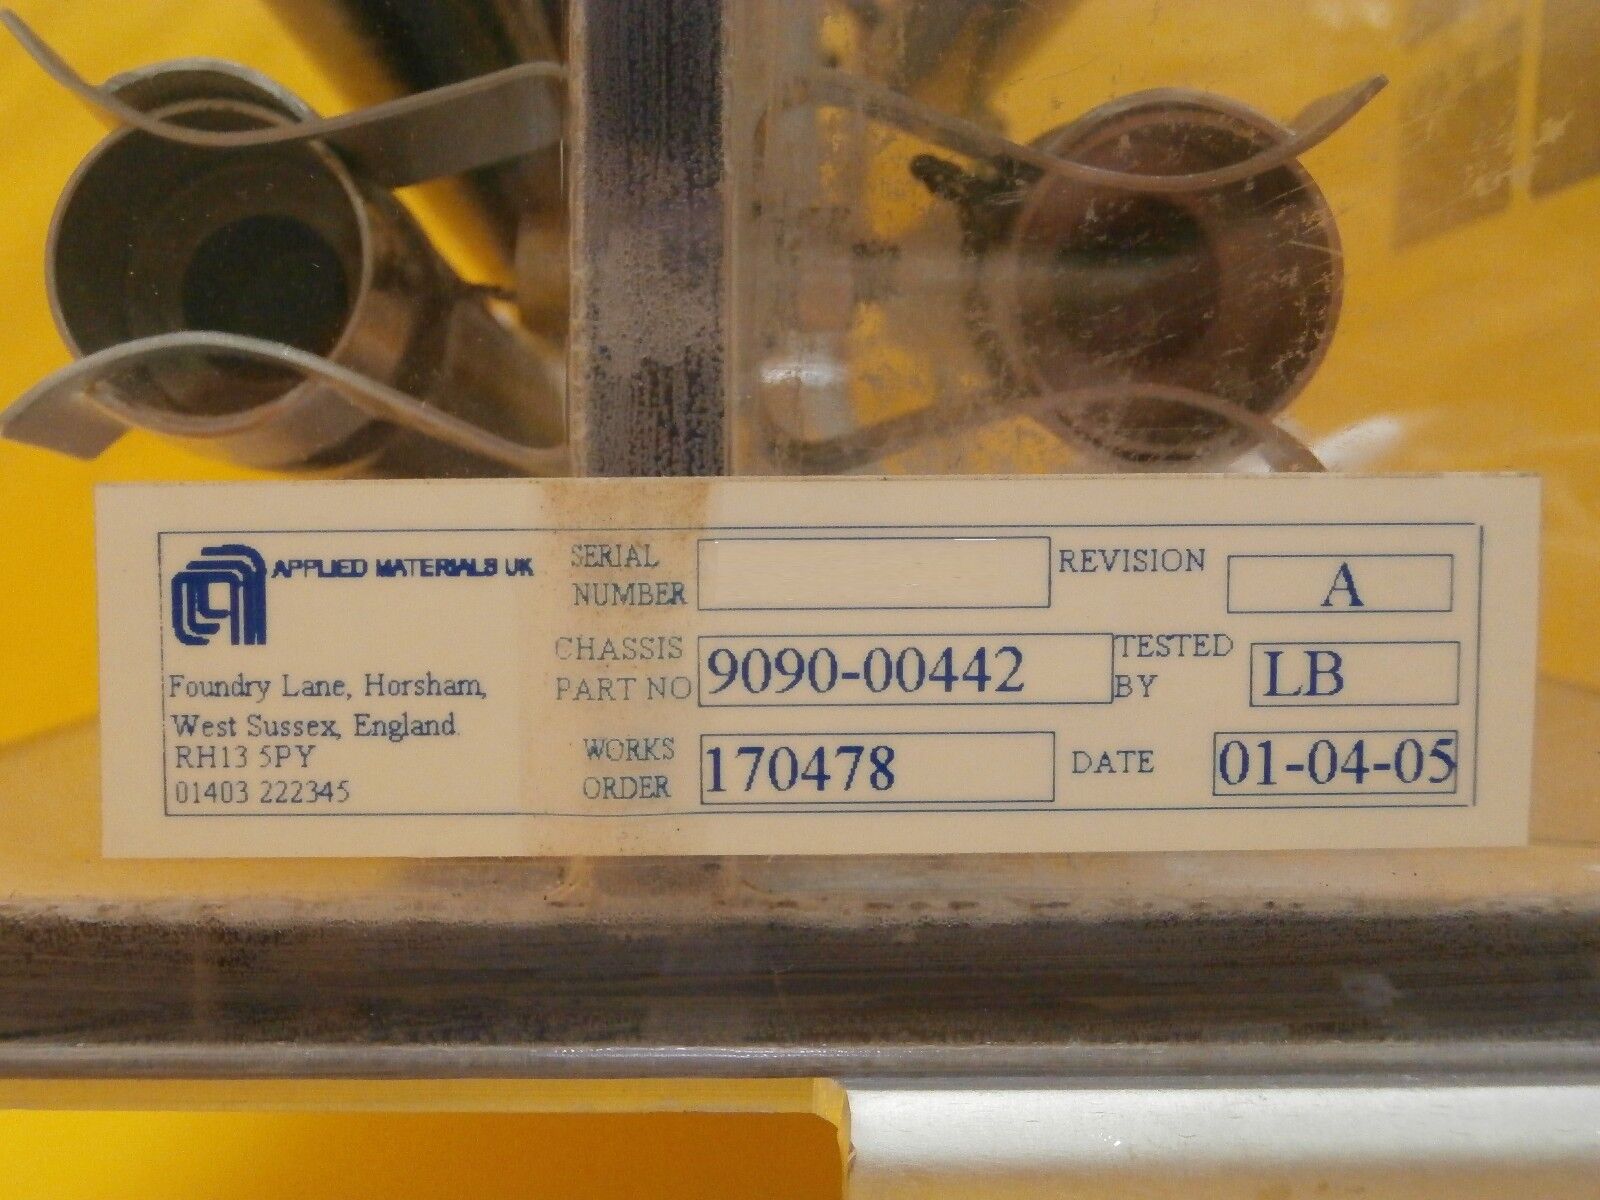 APPLIED MATERIALS UK
Foundry Lane, Horsham,
West Sussex, England.
RH13 5PY
01403 222345
SERIAL
NUMBER
REVISION
A
CHASSIS
PART NO
9090-00442
TESTED
BY
LB
WORKS
ORDER
170478
DATE
01-04-05